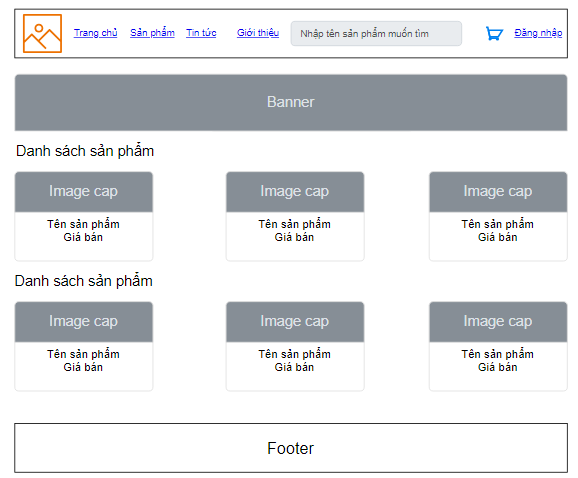 Trang chủ Sản phẩm Tin tức Giới thiệu Nhập tên sản phẩm muốn tìm Đăng nhập
Banner
Danh sách sản phẩm
Image cap Image cap Image cap
Tên sản phẩm Tên sản phẩm Tên sản phẩm
Giá bán Giá bán Giá bán
Danh sách sản phẩm
Image cap Image cap Image cap
Tên sản phẩm Tên sản phẩm Tên sản phẩm
Giá bán Giá bán Giá bán
Footer